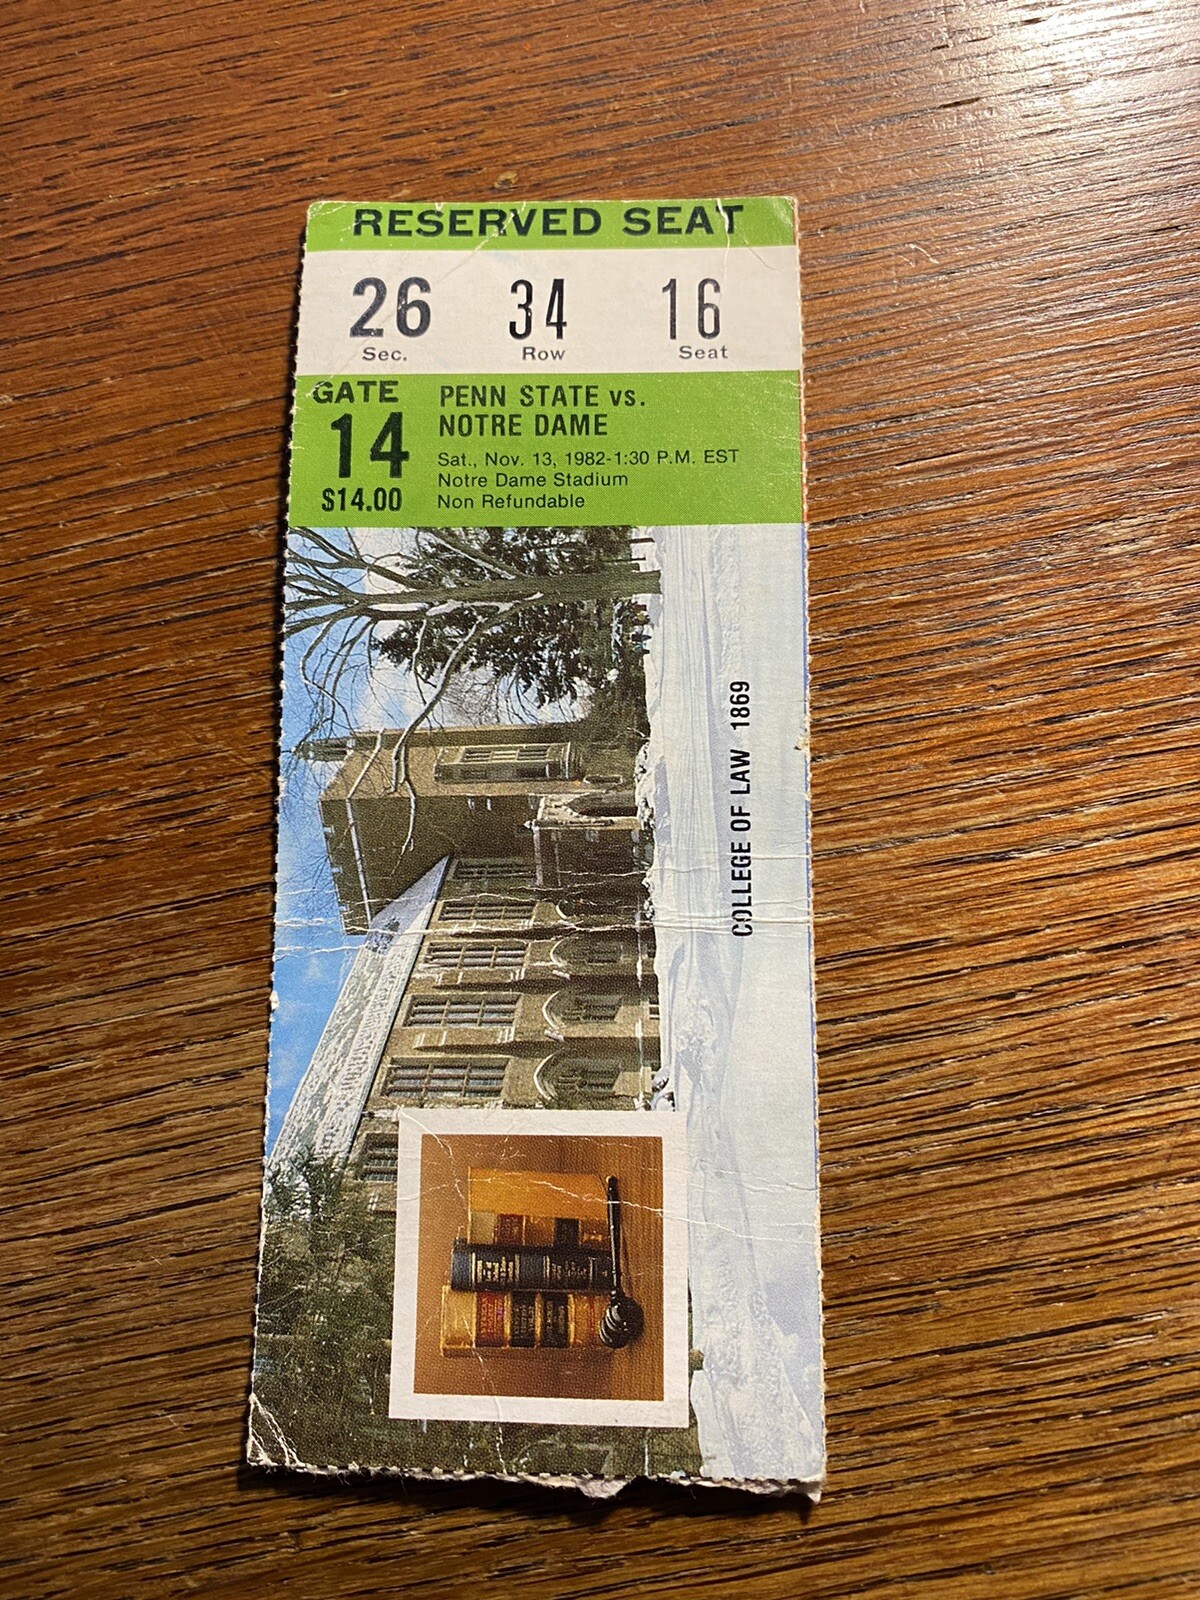 RESERVED SEAT
26 34 16
Sec. Row Seat
GATE
14
$14.00
PENN STATE vs.
NOTRE DAME
Sat., Nov. 13, 1982-1:30 P.M. EST
Notre Dame Stadium
Non Refundable
COLLEGE OF LAW 1869